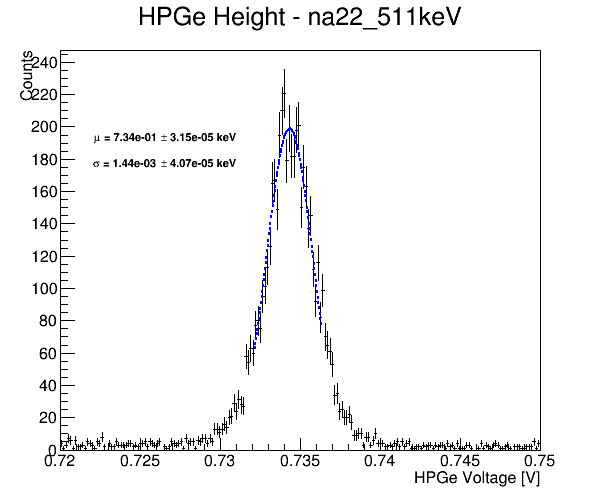 HPGe Height - na22_511keV
Counts
240
220
200
180
160
140
120
100
80
60
40
20
0
μ = 7.34e-01 ± 3.15e-05 keV
σ = 1.44e-03 ± 4.07e-05 keV
0.72 0.725 0.73 0.735 0.74 0.745 0.75
HPGe Voltage [V]